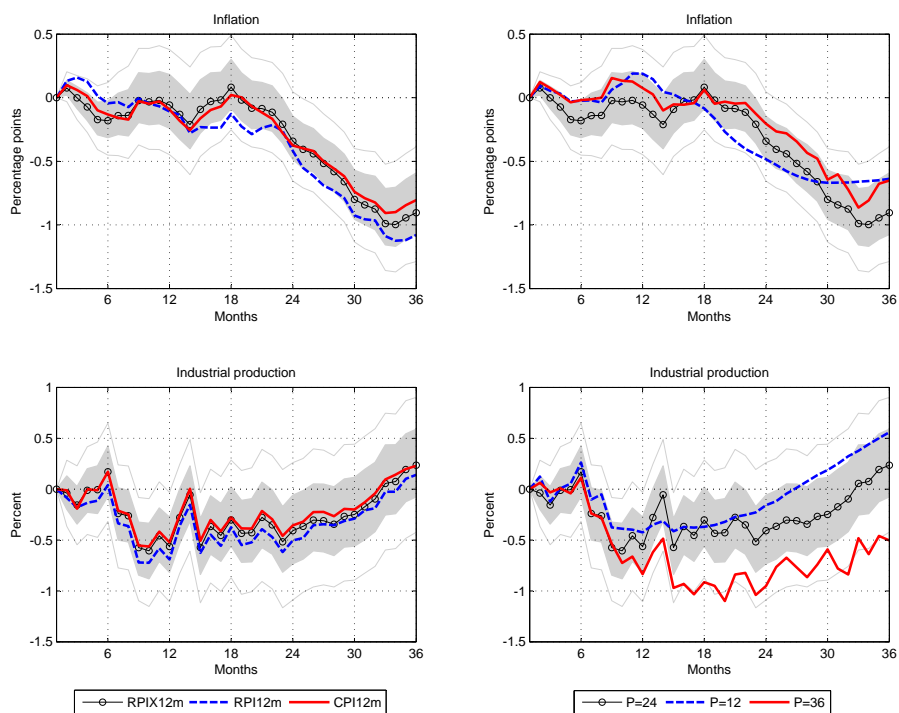 Inflation
Percentage points
0.5
0
-0.5
-1
-1.5
6 12 18 24 30 36
Months
Inflation
Percentage points
0.5
0
-0.5
-1
-1.5
6 12 18 24 30 36
Months
Industrial production
Percent
1
0.5
0
-0.5
-1
-1.5
6 12 18 24 30 36
Months
Industrial production
Percent
1
0.5
0
-0.5
-1
-1.5
6 12 18 24 30 36
Months
RPIX12m RPI12m CPI12m
P=24 P=12 P=36